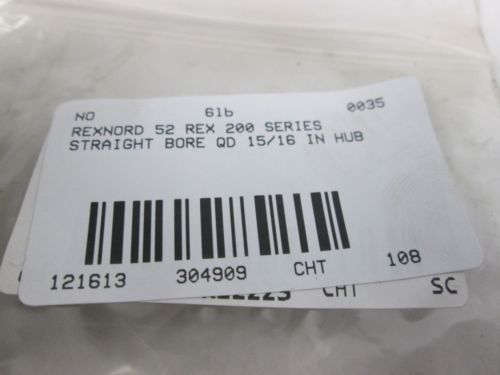 NO 61b 0035
REXNORD 52 REX 200 SERIES
STRAIGHT BORE QD 15/16 IN HUB
121613 304909 CHT 108
CHT SC